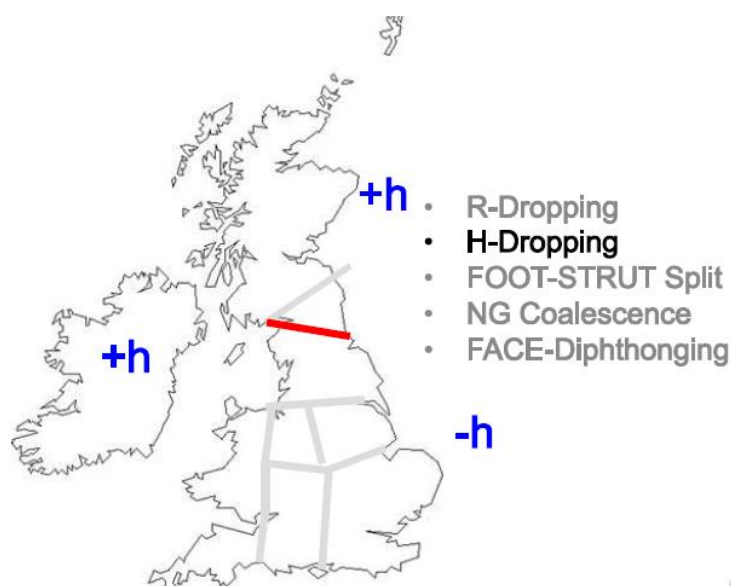 +h
• R-Dropping
• H-Dropping
• FOOT-STRUT Split
• NG Coalescence
• FACE-Diphthonging
+h
-h